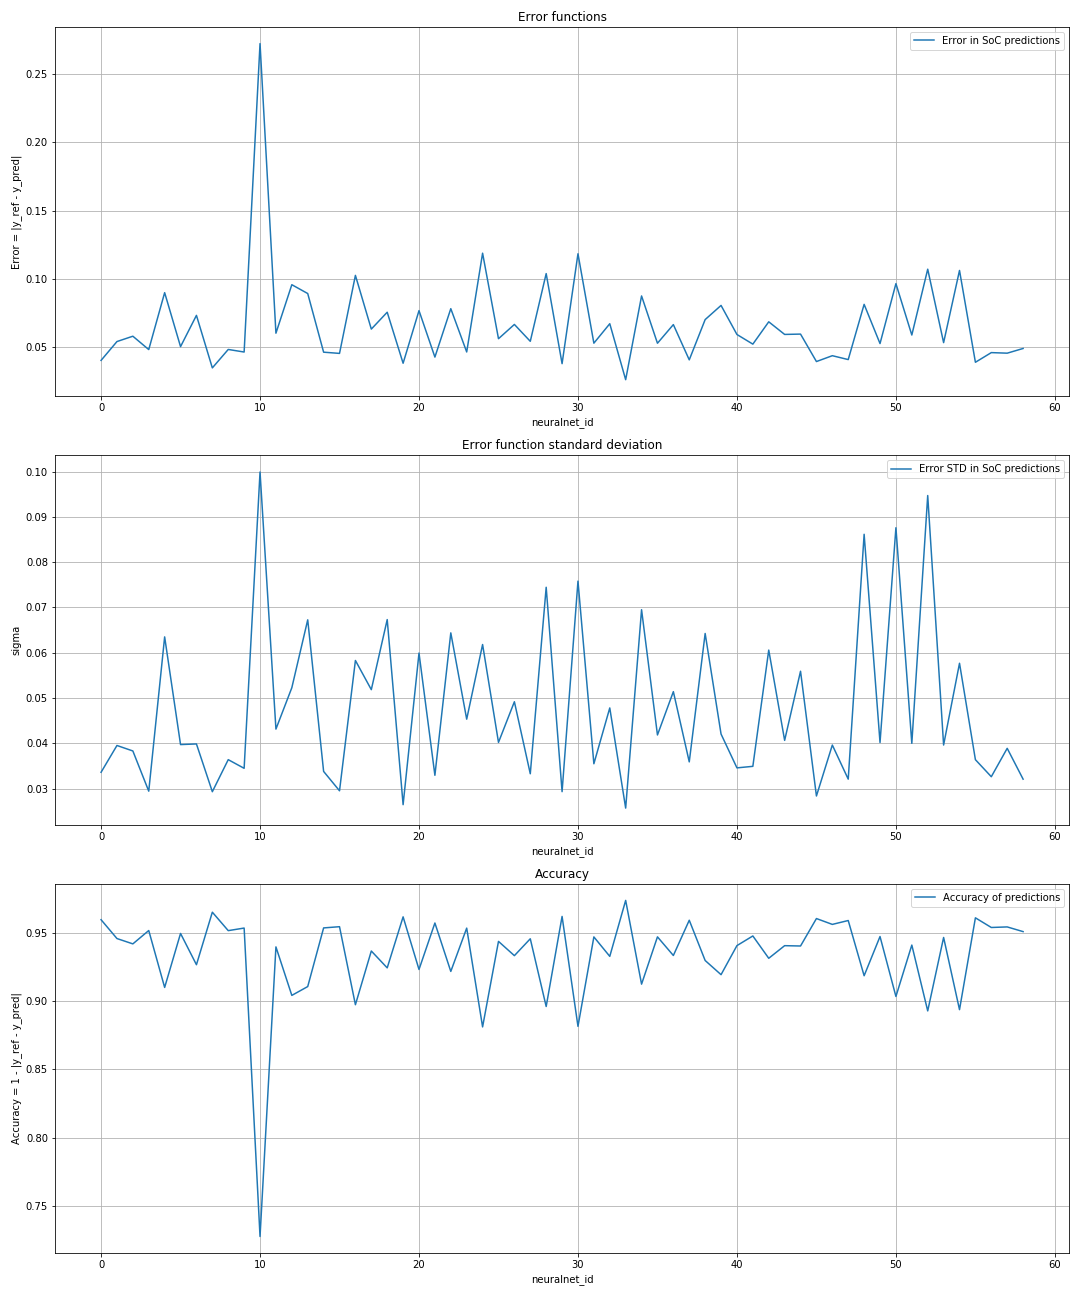 Error functions
Error in SoC predictions
Error = |y_ref - y_pred|
0.25
0.20
0.15
0.10
0.05
0 10 20 30 40 50 60
neuralnet_id
Error function standard deviation
Error STD in SoC predictions
sigma
0.10
0.09
0.08
0.07
0.06
0.05
0.04
0.03
0 10 20 30 40 50 60
neuralnet_id
Accuracy
Accuracy of predictions
Accuracy = 1 - |y_ref - y_pred|
0.95
0.90
0.85
0.80
0.75
0 10 20 30 40 50 60
neuralnet_id